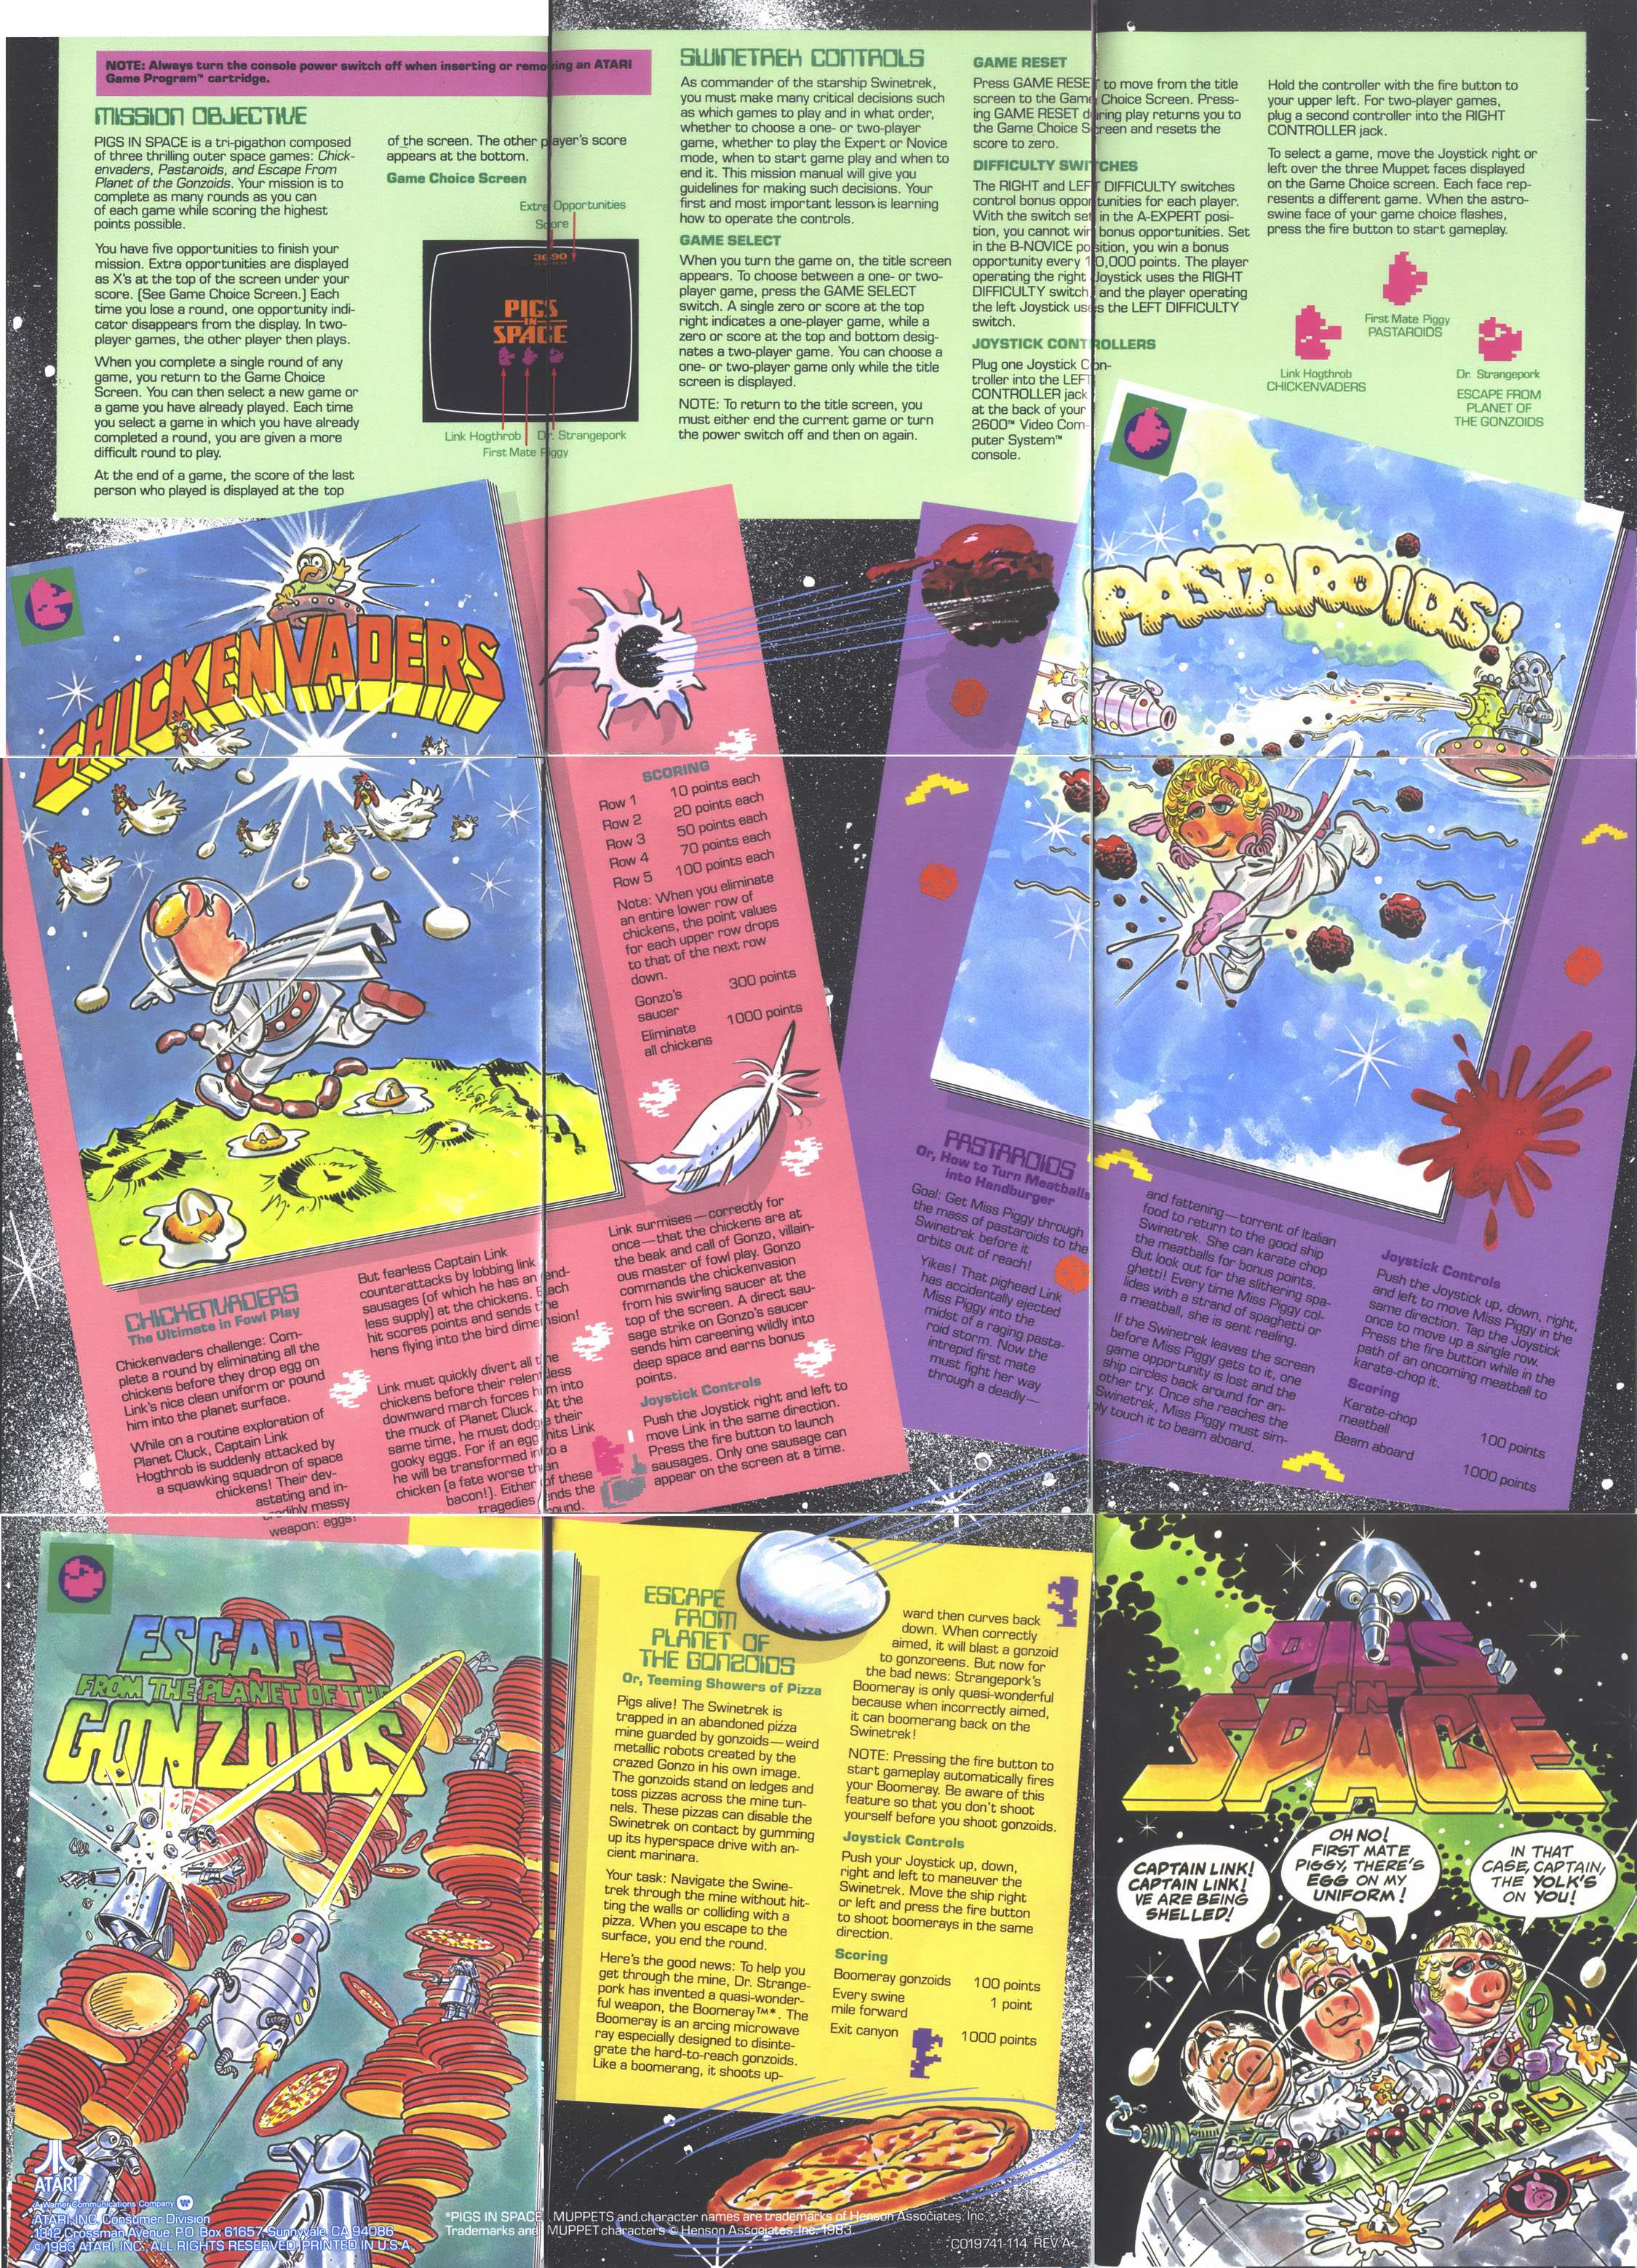 NOTE: Always turn the console power switch off when inserting or removing an ATARI
Game Program™ cartridge.
MISSION OBJECTIVE
PIGS IN SPACE is a tri-pigathon composed
of three thrilling outer space games: Chick-
envaders, Pastaroids, and Escape From
Planet of the Gonzoids. Your mission is to
complete as many rounds as you can
of each game while scoring the highest
points possible.
You have five opportunities to finish your
mission. Extra opportunities are displayed
as X's at the top of the screen under your
score. [See Game Choice Screen.] Each
time you lose a round, one opportunity indi-
cator disappears from the display. In two-
player games, the other player then plays.
When you complete a single round of any
game, you return to the Game Choice
Screen. You can then select a new game or
a game you have already played. Each time
you select a game in which you have already
completed a round, you are given a more
difficult round to play.
At the end of a game, the score of the last
person who played is displayed at the top
of the screen. The other player's score
appears at the bottom.
Game Choice Screen
Extra Opportunities
Score
3690
PIGS
IN
SPACE
Link Hogthrob
Dr. Strangepork
First Mate Piggy
SWINETREK CONTROLS
As commander of the starship Swinetrek,
you must make many critical decisions such
as which games to play and in what order,
whether to choose a one- or two-player
game, whether to play the Expert or Novice
mode, when to start game play and when to
end it. This mission manual will give you
guidelines for making such decisions. Your
first and most important lesson is learning
how to operate the controls.
GAME SELECT
When you turn the game on, the title screen
appears. To choose between a one- or two-
player game, press the GAME SELECT
switch. A single zero or score at the top
right indicates a one-player game, while a
zero or score at the top and bottom desig-
nates a two-player game. You can choose a
one- or two-player game only while the title
screen is displayed.
NOTE: To return to the title screen, you
must either end the current game or turn
the power switch off and then on again.
GAME RESET
Press GAME RESET to move from the title
screen to the Game Choice Screen. Press-
ing GAME RESET during play returns you to
the Game Choice Screen and resets the
score to zero.
DIFFICULTY SWITCHES
The RIGHT and LEFT DIFFICULTY switches
control bonus opportunities for each player.
With the switch set in the A-EXPERT posi-
tion, you cannot win bonus opportunities. Set
in the B-NOVICE position, you win a bonus
opportunity every 10,000 points. The player
operating the right Joystick uses the RIGHT
DIFFICULTY switch, and the player operating
the left Joystick uses the LEFT DIFFICULTY
switch.
JOYSTICK CONTROLLERS
Plug one Joystick Con-
troller into the LEFT
CONTROLLER jack
at the back of your
2600™ Video Com-
puter System™
console.
Hold the controller with the fire button to
your upper left. For two-player games,
plug a second controller into the RIGHT
CONTROLLER jack.
To select a game, move the Joystick right or
left over the three Muppet faces displayed
on the Game Choice screen. Each face rep-
resents a different game. When the astro-
swine face of your game choice flashes,
press the fire button to start gameplay.
First Mate Piggy
PASTAROIDS
Link Hogthrob
CHICKENVADERS
Dr. Strangepork
ESCAPE FROM
PLANET OF
THE GONZOIDS
CHICKENVADERS
CHICKENVADERS
The Ultimate in Fowl Play
Chickenvaders challenge: Com-
plete a round by eliminating all the
chickens before they drop egg on
Link's nice clean uniform or pound
him into the planet surface.
While on a routine exploration of
Planet Cluck, Captain Link
Hogthrob is suddenly attacked by
a squawking squadron of space
chickens! Their dev-
astating and in-
credibly messy
weapon: eggs!
But fearless Captain Link
counterattacks by lobbing link
sausages [of which he has an end-
less supply] at the chickens. Each
hit scores points and sends the
hens flying into the bird dimension!
Link must quickly divert all the
chickens before their relentless
downward march forces him into
the muck of Planet Cluck. At the
same time, he must dodge their
gooky eggs. For if an egg hits Link
he will be transformed into a
chicken [a fate worse than
bacon!]. Either of these
tragedies ends the
round.
SCORING
Row 1 10 points each
Row 2 20 points each
Row 3 50 points each
Row 4 70 points each
Row 5 100 points each
Note: When you eliminate
an entire lower row of
chickens, the point values
for each upper row drops
to that of the next row
down.
Gonzo's
saucer 300 points
Eliminate
all chickens 1000 points
Link surmises—correctly for
once—that the chickens are at
the beak and call of Gonzo, villain-
ous master of fowl play. Gonzo
commands the chickenvasion
from his swirling saucer at the
top of the screen. A direct sau-
sage strike on Gonzo's saucer
sends him careening wildly into
deep space and earns bonus
points.
Joystick Controls
Push the Joystick right and left to
move Link in the same direction.
Press the fire button to launch
sausages. Only one sausage can
appear on the screen at a time.
PASTAROIDS!
PASTAROIDS
Or, How to Turn Meatballs
into Handburger
Goal: Get Miss Piggy through
the mess of pastaroids to the
Swinetrek before it
orbits out of reach!
Yikes! That pighead Link
has accidentally ejected
Miss Piggy into the
midst of a raging pasta-
roid storm. Now the
intrepid first mate
must fight her way
through a deadly—
and fattening—torrent of Italian
food to return to the good ship
Swinetrek. She can karate chop
the meatballs for bonus points.
But look out for the slithering spa-
ghetti! Every time Miss Piggy col-
lides with a strand of spaghetti or
a meatball, she is sent reeling.
If the Swinetrek leaves the screen
before Miss Piggy gets to it, one
game opportunity is lost and the
ship circles back around for an-
other try. Once she reaches the
Swinetrek, Miss Piggy must sim-
ply touch it to beam aboard.
Joystick Controls
Push the Joystick up, down, right,
and left to move Miss Piggy in the
same direction. Tap the Joystick
once to move up a single row.
Press the fire button while in the
path of an oncoming meatball to
karate-chop it.
Scoring
Karate-chop
meatball 100 points
Beam aboard 1000 points
ESCAPE
FROM THE PLANET OF THE
GONZOIDS
ATARI
A Warner Communications Company
ATARI, INC. Consumer Division
1312 Crossman Avenue, P.O. Box 61657, Sunnyvale, CA 94086
© 1983 ATARI, INC., ALL RIGHTS RESERVED, PRINTED IN U.S.A.
ESCAPE
FROM
PLANET OF
THE GONZOIDS
Or, Teeming Showers of Pizza
Pigs alive! The Swinetrek is
trapped in an abandoned pizza
mine guarded by gonzoids—weird
metallic robots created by the
crazed Gonzo in his own image.
The gonzoids stand on ledges and
toss pizzas across the mine tun-
nels. These pizzas can disable the
Swinetrek on contact by gumming
up its hyperspace drive with an-
cient marinara.
Your task: Navigate the Swine-
trek through the mine without hit-
ting the walls or colliding with a
pizza. When you escape to the
surface, you end the round.
Here's the good news: To help you
get through the mine, Dr. Strange-
pork has invented a quasi-wonder-
ful weapon, the Boomeray™*. The
Boomeray is an arcing microwave
ray especially designed to disinte-
grate the hard-to-reach gonzoids.
Like a boomerang, it shoots up-
ward then curves back
down. When correctly
aimed, it will blast a gonzoid
to gonzoreens. But now for
the bad news: Strangepork's
Boomeray is only quasi-wonderful
because when incorrectly aimed,
it can boomerang back on the
Swinetrek!
NOTE: Pressing the fire button to
start gameplay automatically fires
your Boomeray. Be aware of this
feature so that you don't shoot
yourself before you shoot gonzoids.
Joystick Controls
Push your Joystick up, down,
right and left to maneuver the
Swinetrek. Move the ship right
or left and press the fire button
to shoot boomerays in the same
direction.
Scoring
Boomeray gonzoids 100 points
Every swine
mile forward 1 point
Exit canyon 1000 points
*PIGS IN SPACE, MUPPETS and character names are trademarks of Henson Associates, Inc.
Trademarks and MUPPET characters © Henson Associates, Inc. 1983
C019741-114 REV A
PIGS
IN
SPACE
CAPTAIN LINK!
CAPTAIN LINK!
VE ARE BEING
SHELLED!
OH NO!
FIRST MATE
PIGGY, THERE'S
EGG ON MY
UNIFORM!
IN THAT
CASE, CAPTAIN,
THE YOLK'S
ON YOU!